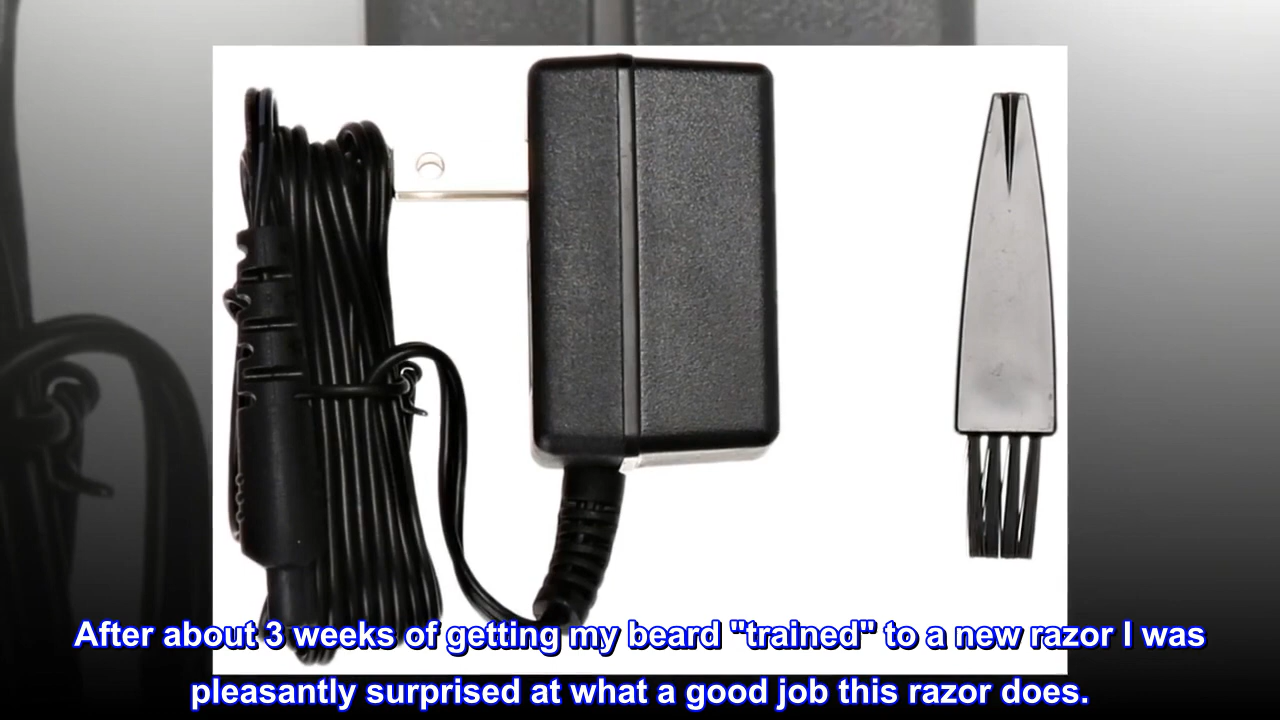 After about 3 weeks of getting my beard "trained" to a new razor I was
pleasantly surprised at what a good job this razor does.